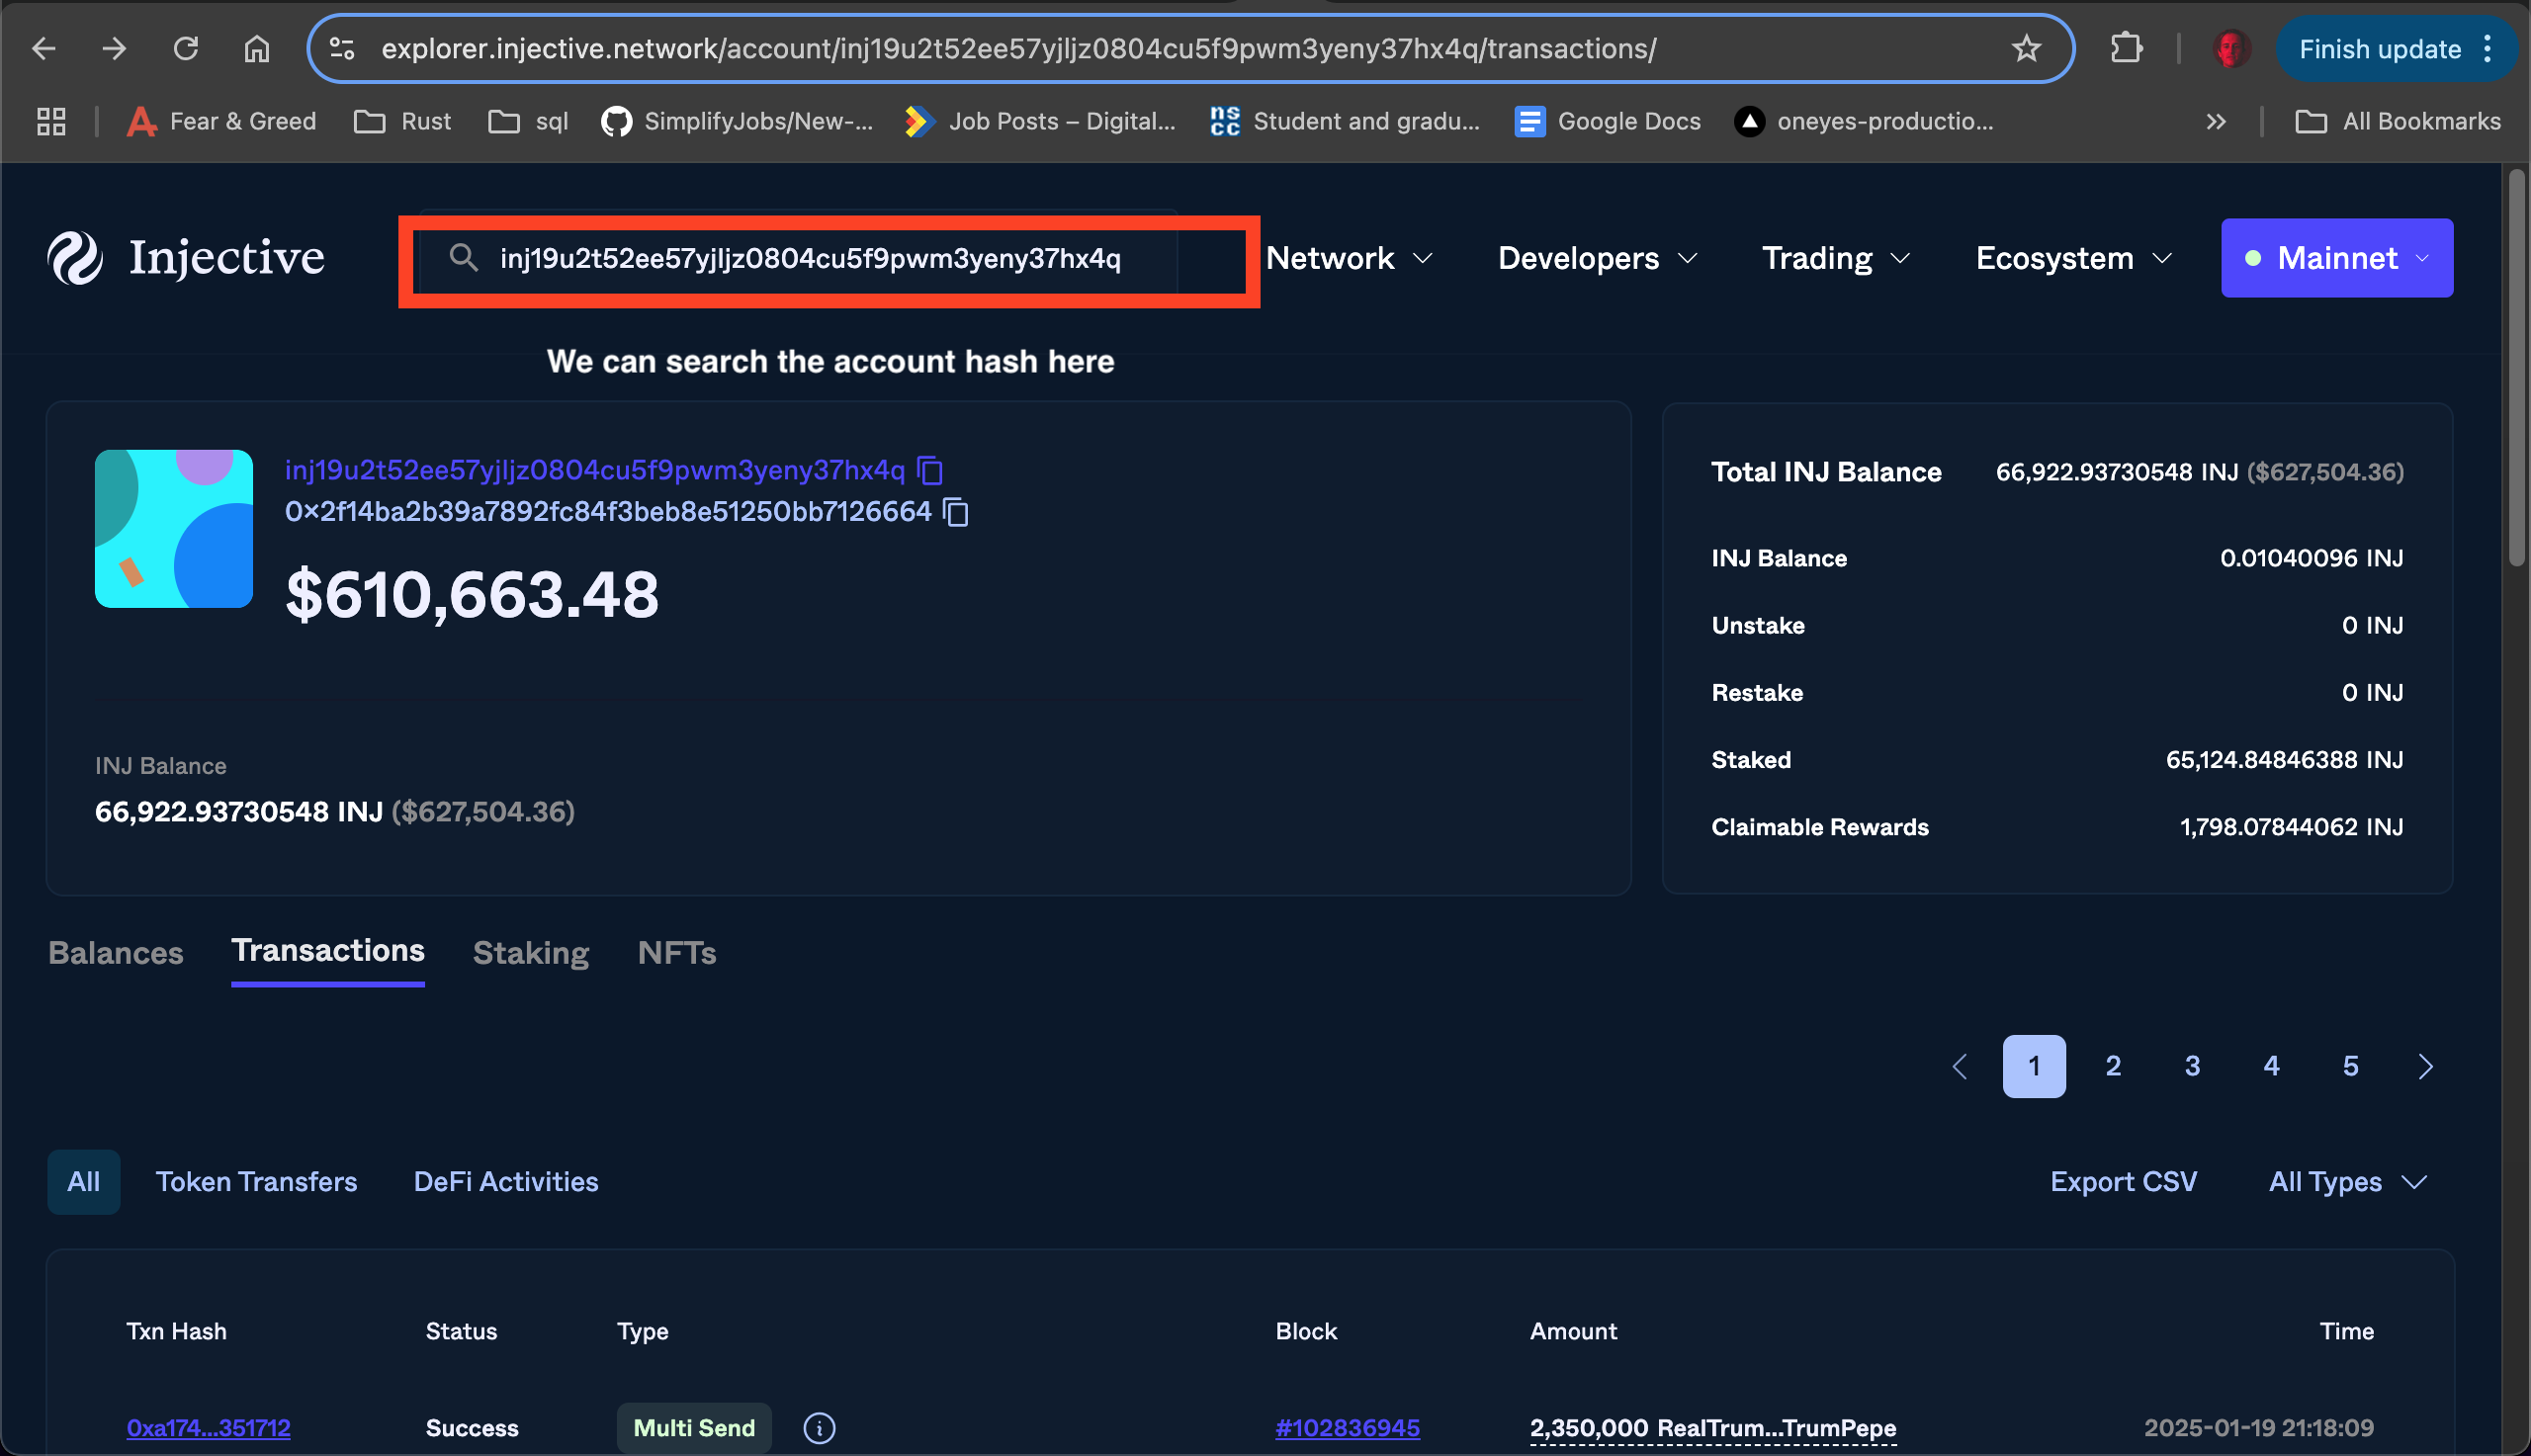 explorer.injective.network/account/inj19u2t52ee57yjljz0804cu5f9pwm3yeny37hx4q/transactions/
Finish update
Fear & Greed
Rust
sql
SimplifyJobs/New-...
Job Posts – Digital...
nscc
Student and gradu...
Google Docs
oneyes-productio...
All Bookmarks
Injective
inj19u2t52ee57yjljz0804cu5f9pwm3yeny37hx4q
Network
Developers
Trading
Ecosystem
Mainnet
We can search the account hash here
inj19u2t52ee57yjljz0804cu5f9pwm3yeny37hx4q
0x2f14ba2b39a7892fc84f3beb8e51250bb7126664
$610,663.48
INJ Balance
66,922.93730548 INJ ($627,504.36)
Total INJ Balance 66,922.93730548 INJ ($627,504.36)
INJ Balance 0.01040096 INJ
Unstake 0 INJ
Restake 0 INJ
Staked 65,124.84846388 INJ
Claimable Rewards 1,798.07844062 INJ
Balances Transactions Staking NFTs
1 2 3 4 5
All Token Transfers DeFi Activities Export CSV All Types
Txn Hash Status Type Block Amount Time
0xa174...351712 Success Multi Send #102836945 2,350,000 RealTrum...TrumPepe 2025-01-19 21:18:09